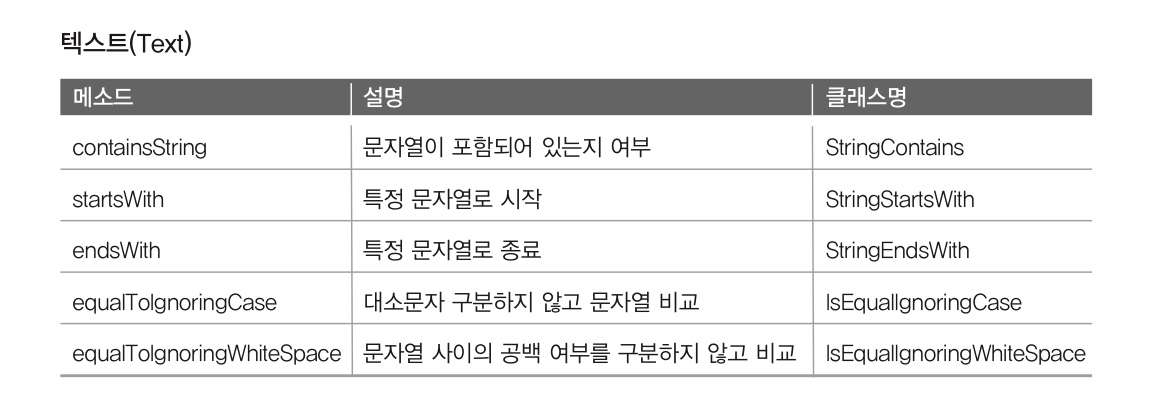 텍스트(Text)
메소드 설명 클래스명
containsString 문자열이 포함되어 있는지 여부 StringContains
startsWith 특정 문자열로 시작 StringStartsWith
endsWith 특정 문자열로 종료 StringEndsWith
equalToIgnoringCase 대소문자 구분하지 않고 문자열 비교 IsEqualIgnoringCase
equalToIgnoringWhiteSpace 문자열 사이의 공백 여부를 구분하지 않고 비교 IsEqualIgnoringWhiteSpace